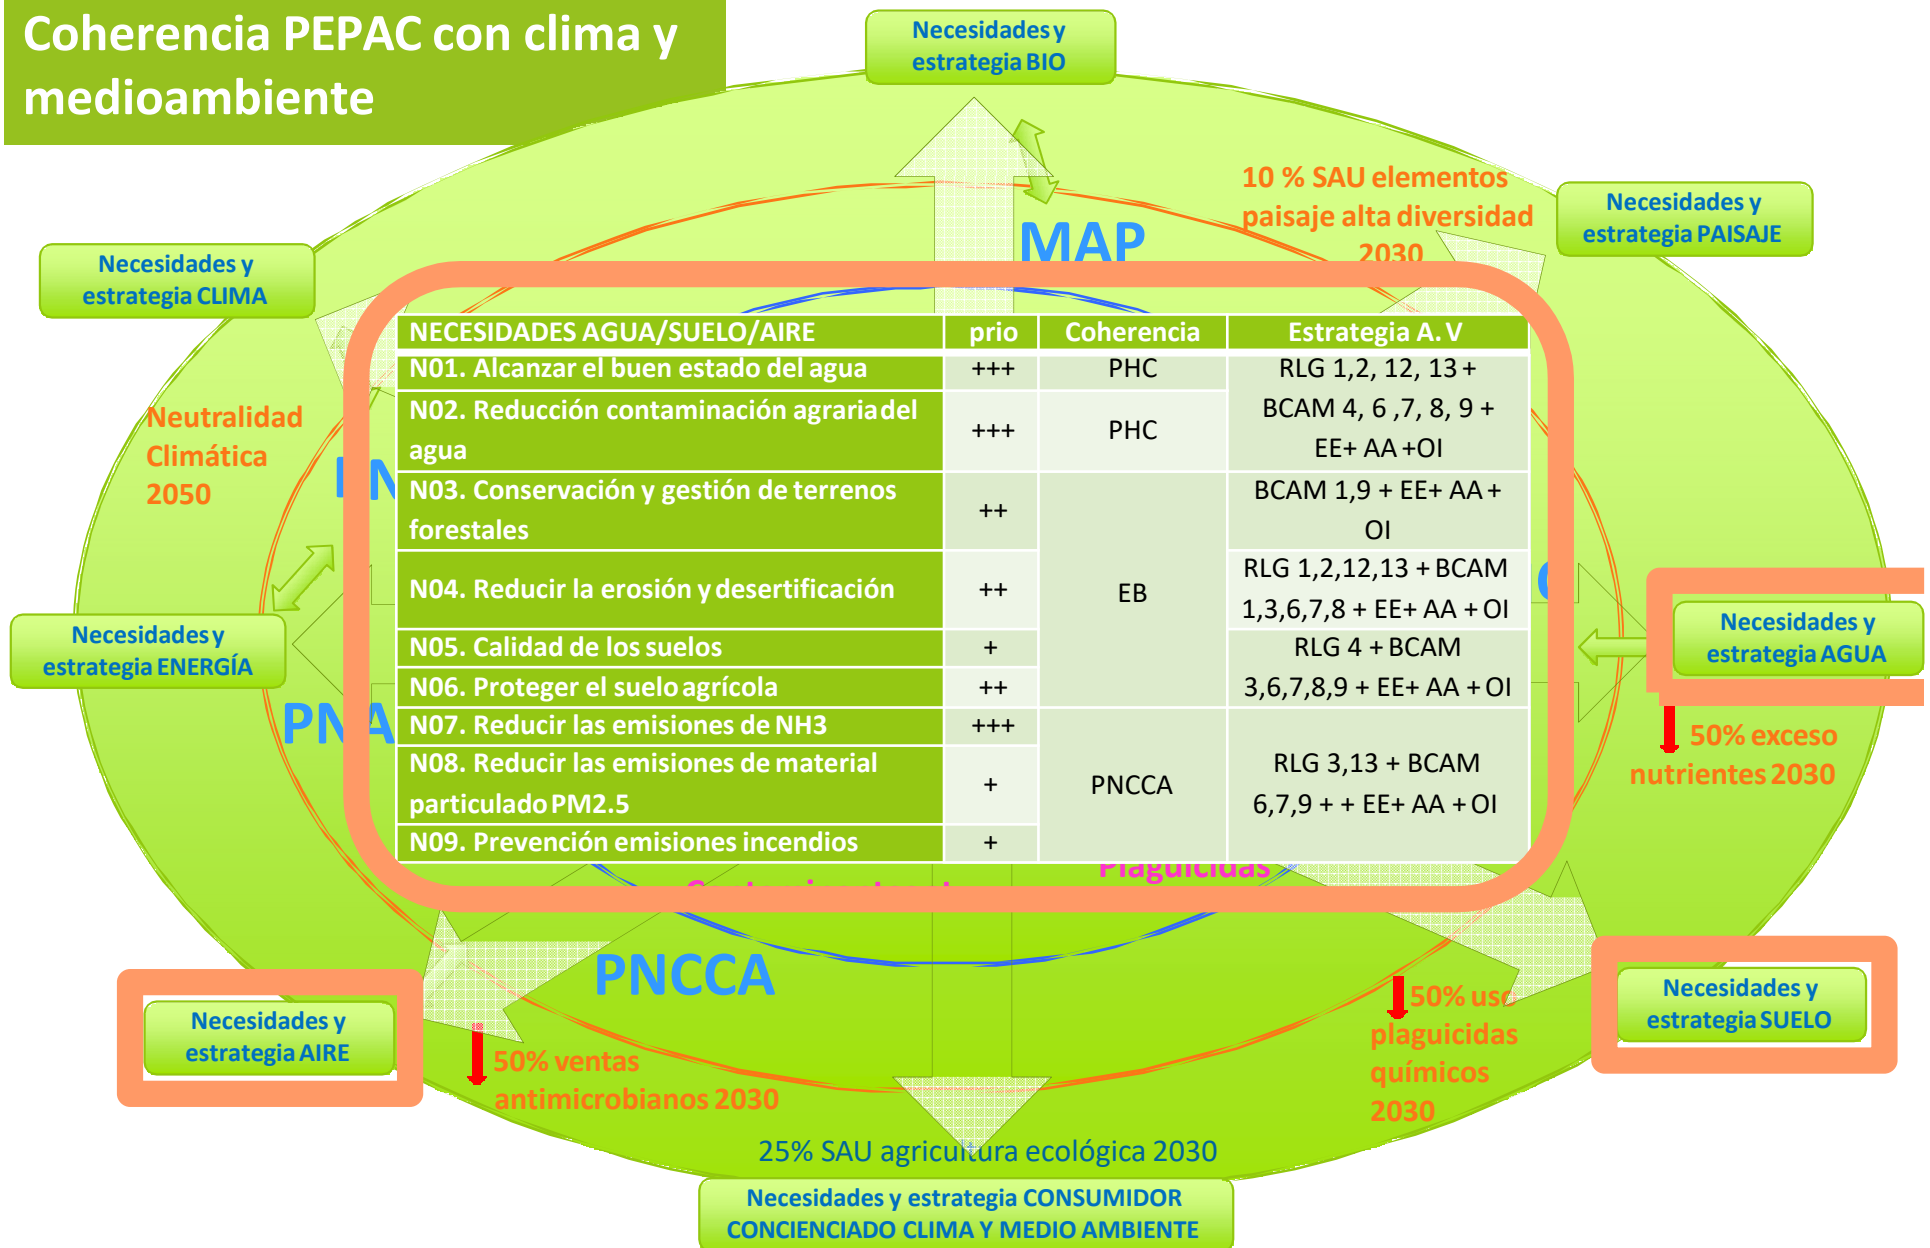 Coherencia PEPAC con clima y
medioambiente
Necesidades y
estrategia BIO
10 % SAU elementos
paisaje alta diversidad
2030
Necesidades y
estrategia PAISAJE
MAP
Necesidades y
estrategia CLIMA
Neutralidad
Climática
2050
NECESIDADES AGUA/SUELO/AIRE prio Coherencia Estrategia A. V
N01. Alcanzar el buen estado del agua +++ PHC
N02. Reducción contaminación agraria del
agua +++ PHC
RLG 1,2, 12, 13 +
BCAM 4, 6 ,7, 8, 9 +
EE+ AA +OI
N03. Conservación y gestión de terrenos
forestales ++
BCAM 1,9 + EE+ AA +
OI
N04. Reducir la erosión y desertificación ++ EB
RLG 1,2,12,13 + BCAM
1,3,6,7,8 + EE+ AA + OI
N05. Calidad de los suelos +
N06. Proteger el suelo agrícola ++
RLG 4 + BCAM
3,6,7,8,9 + EE+ AA + OI
N07. Reducir las emisiones de NH3 +++
N08. Reducir las emisiones de material
particulado PM2.5 + PNCCA
N09. Prevención emisiones incendios +
RLG 3,13 + BCAM
6,7,9 + + EE+ AA + OI
Necesidades y
estrategia ENERGÍA
PNA
Necesidades y
estrategia AGUA
50% exceso
nutrientes 2030
Plaguicidas
PNCCA
Necesidades y
estrategia AIRE
50% ventas
antimicrobianos 2030
50% uso
plaguicidas
químicos
2030
Necesidades y
estrategia SUELO
25% SAU agricultura ecológica 2030
Necesidades y estrategia CONSUMIDOR
CONCIENCIADO CLIMA Y MEDIO AMBIENTE